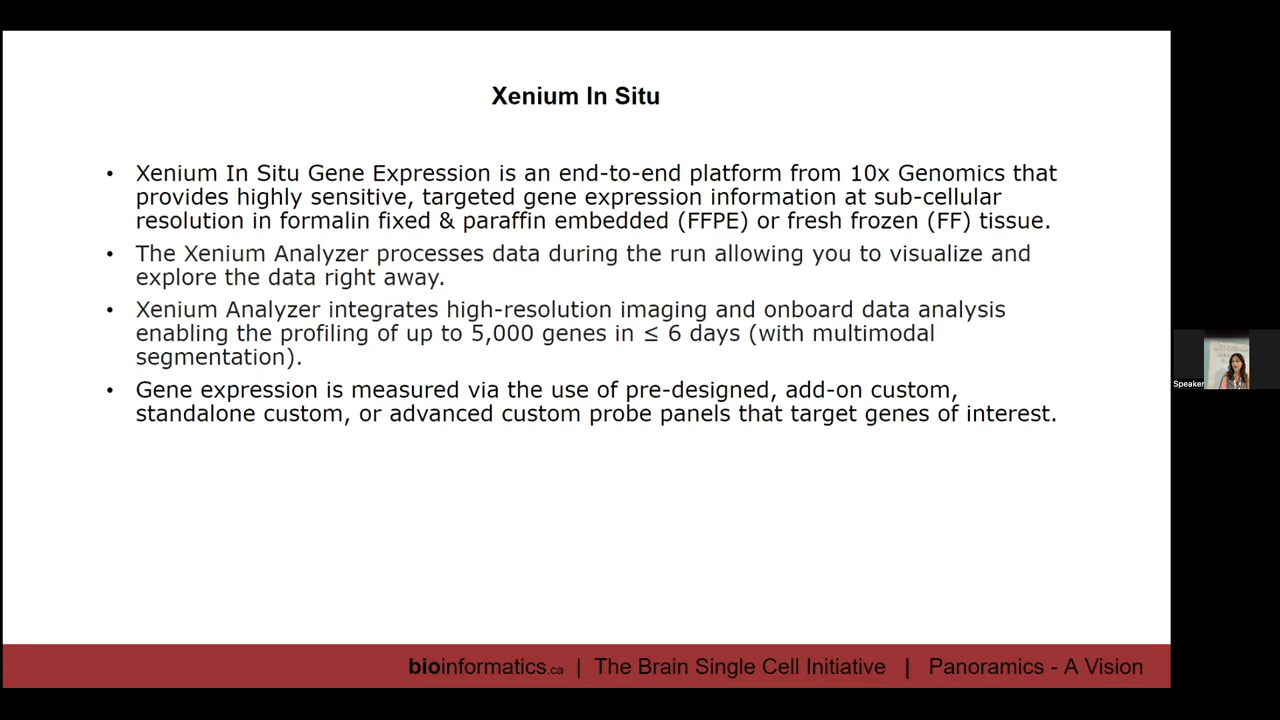 Xenium In Situ
• Xenium In Situ Gene Expression is an end-to-end platform from 10x Genomics that
provides highly sensitive, targeted gene expression information at sub-cellular
resolution in formalin fixed & paraffin embedded (FFPE) or fresh frozen (FF) tissue.
• The Xenium Analyzer processes data during the run allowing you to visualize and
explore the data right away.
• Xenium Analyzer integrates high-resolution imaging and onboard data analysis
enabling the profiling of up to 5,000 genes in ≤ 6 days (with multimodal
segmentation).
• Gene expression is measured via the use of pre-designed, add-on custom,
standalone custom, or advanced custom probe panels that target genes of interest.
Speaker
bioinformatics.ca | The Brain Single Cell Initiative | Panoramics - A Vision